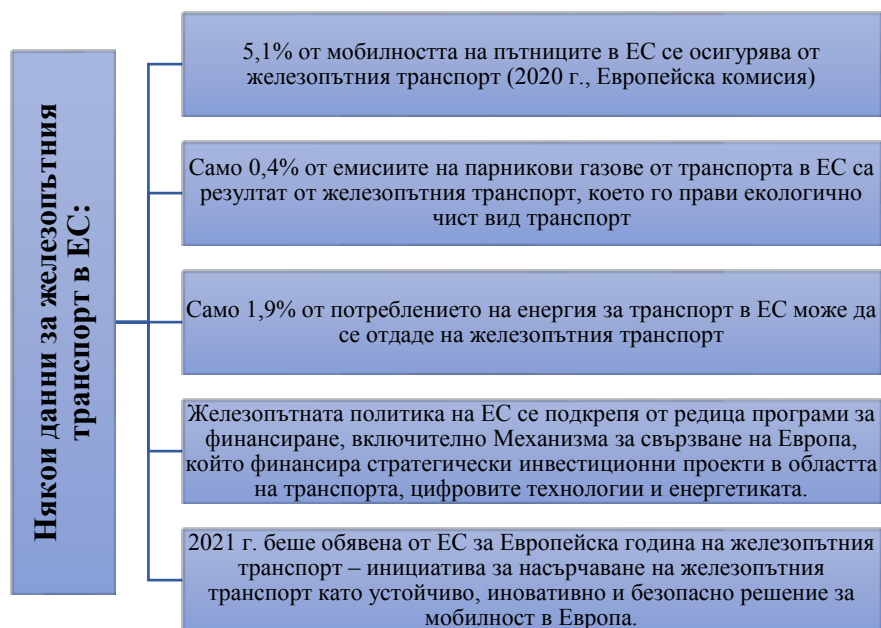 Някои данни за железопътния
транспорт в ЕС:
5,1% от мобилността на пътниците в ЕС се осигурява от
железопътния транспорт (2020 г., Европейска комисия)
Само 0,4% от емисиите на парникови газове от транспорта в ЕС са
резултат от железопътния транспорт, което го прави екологично
чист вид транспорт
Само 1,9% от потреблението на енергия за транспорт в ЕС може да
се отдаде на железопътния транспорт
Железопътната политика на ЕС се подкрепя от редица програми за
финансиране, включително Механизма за свързване на Европа,
който финансира стратегически инвестиционни проекти в областта
на транспорта, цифровите технологии и енергетиката.
2021 г. беше обявена от ЕС за Европейска година на железопътния
транспорт – инициатива за насърчаване на железопътния
транспорт като устойчиво, иновативно и безопасно решение за
мобилност в Европа.